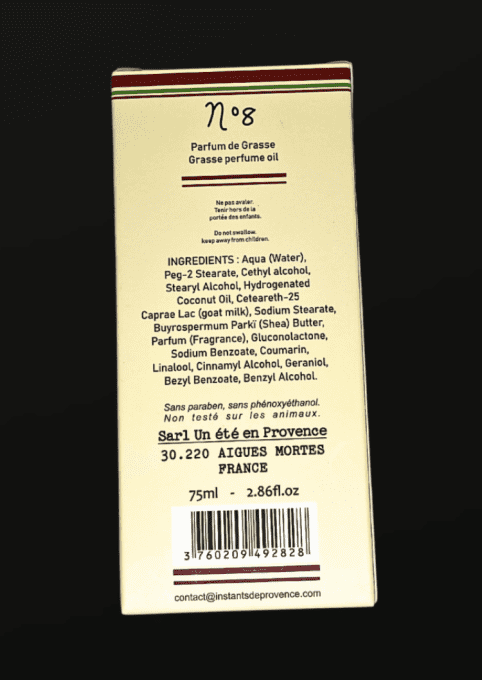 n°8
Parfum de Grasse
Grasse perfume oil
Ne pas avaler.
Tenir hors de la
portée des enfants.
Do not swallow.
keep away from children.
INGREDIENTS : Aqua (Water),
Peg-2 Stearate, Cethyl alcohol,
Stearyl Alcohol, Hydrogenated
Coconut Oil, Ceteareth-25
Caprae Lac (goat milk), Sodium Stearate,
Buyrospermum Parkï (Shea) Butter,
Parfum (Fragrance), Gluconolactone,
Sodium Benzoate, Coumarin,
Linalool, Cinnamyl Alcohol, Geraniol,
Bezyl Benzoate, Benzyl Alcohol.
Sans paraben, sans phénoxyéthanol.
Non testé sur les animaux.
Sarl Un été en Provence
30.220 AIGUES MORTES
FRANCE
75ml - 2.86fl.oz
3 760209 492828
contact@instantsdeprovence.com